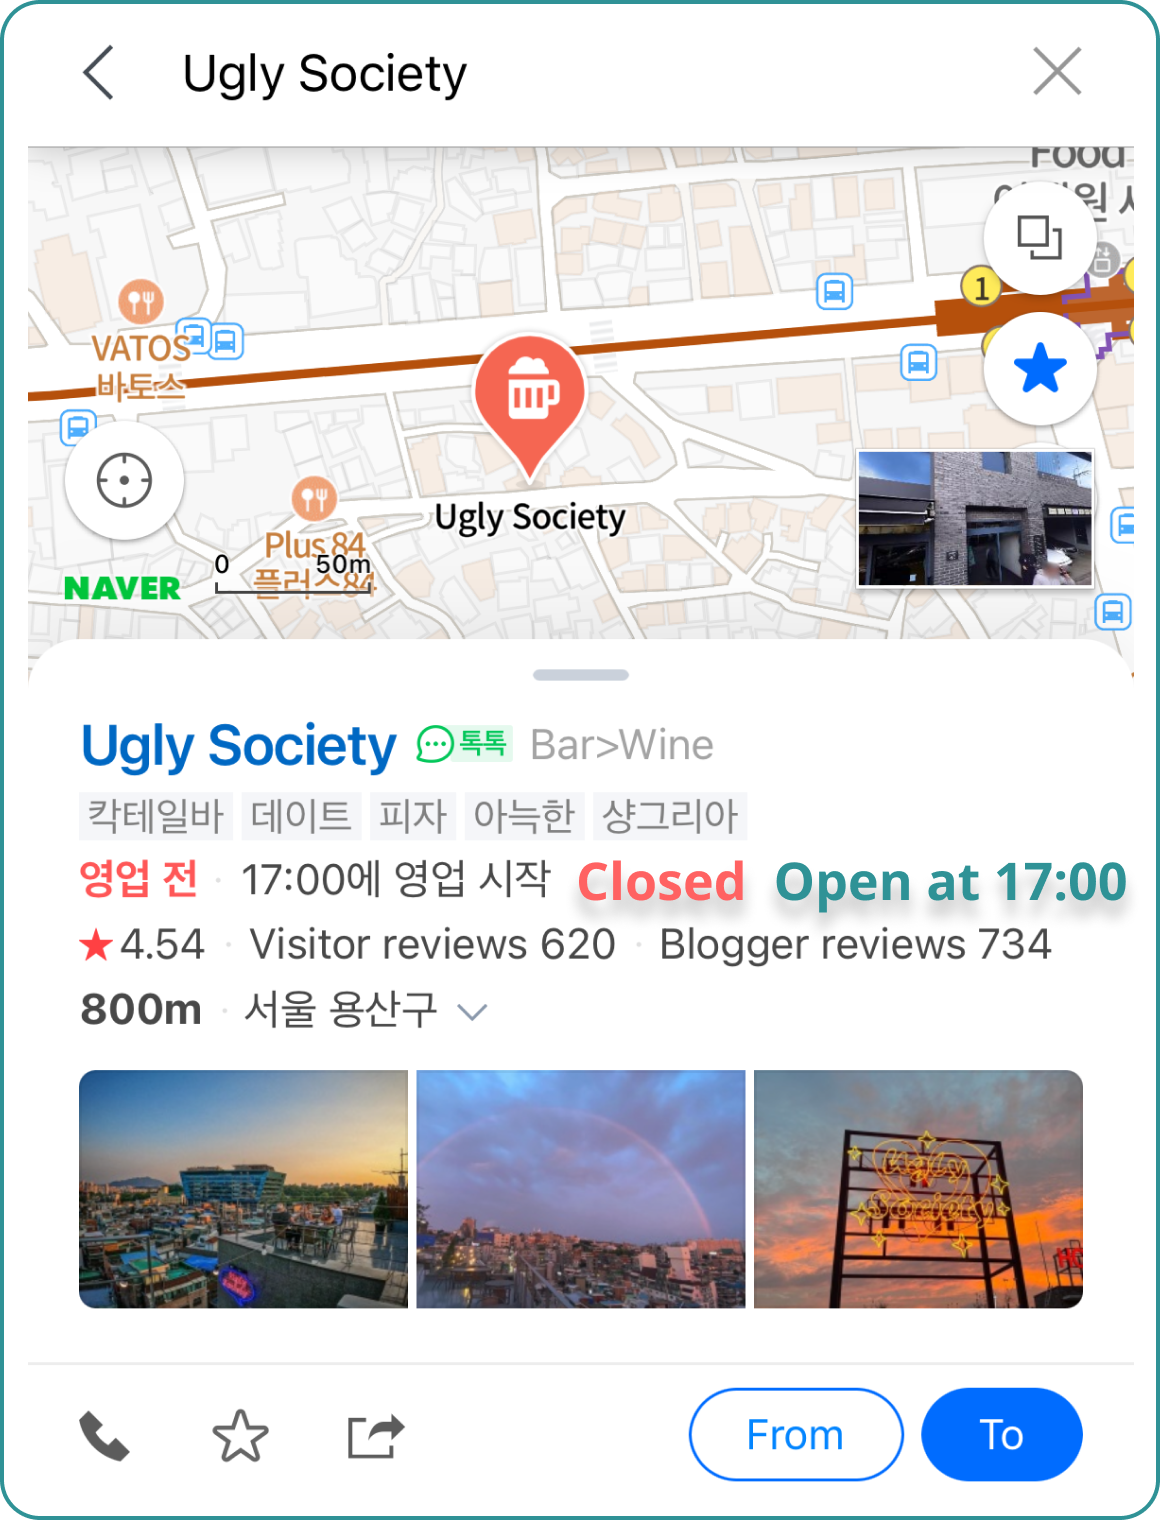 Ugly Society
Food
원
1
VATOS
바토스
Ugly Society
Plus 84
플러스84
0 50m
NAVER
Ugly Society 톡톡 Bar>Wine
칵테일바 데이트 피자 아늑한 샹그리아
영업 전 · 17:00에 영업 시작 Closed Open at 17:00
★4.54 · Visitor reviews 620 · Blogger reviews 734
800m · 서울 용산구
Ugly
Society
From To